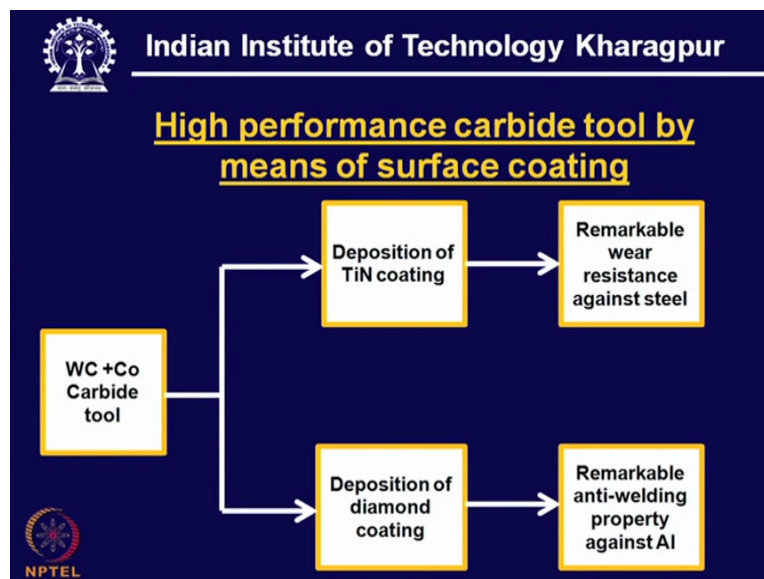 Indian Institute of Technology Kharagpur
High performance carbide tool by
means of surface coating
WC +Co
Carbide
tool
Deposition of
TiN coating
Remarkable
wear
resistance
against steel
Deposition of
diamond
coating
Remarkable
anti-welding
property
against Al
NPTEL